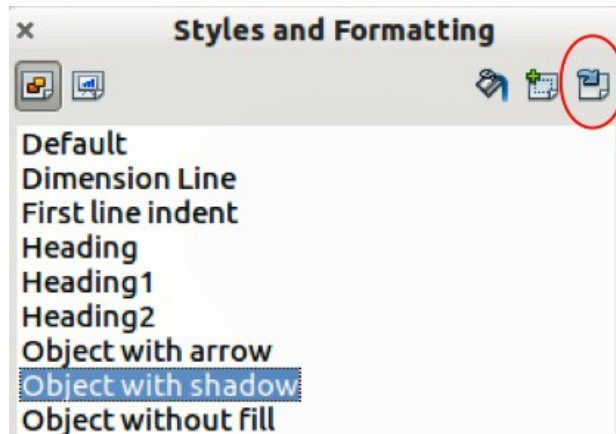 Styles and Formatting
Default
Dimension Line
First line indent
Heading
Heading1
Heading2
Object with arrow
Object with shadow
Object without fill